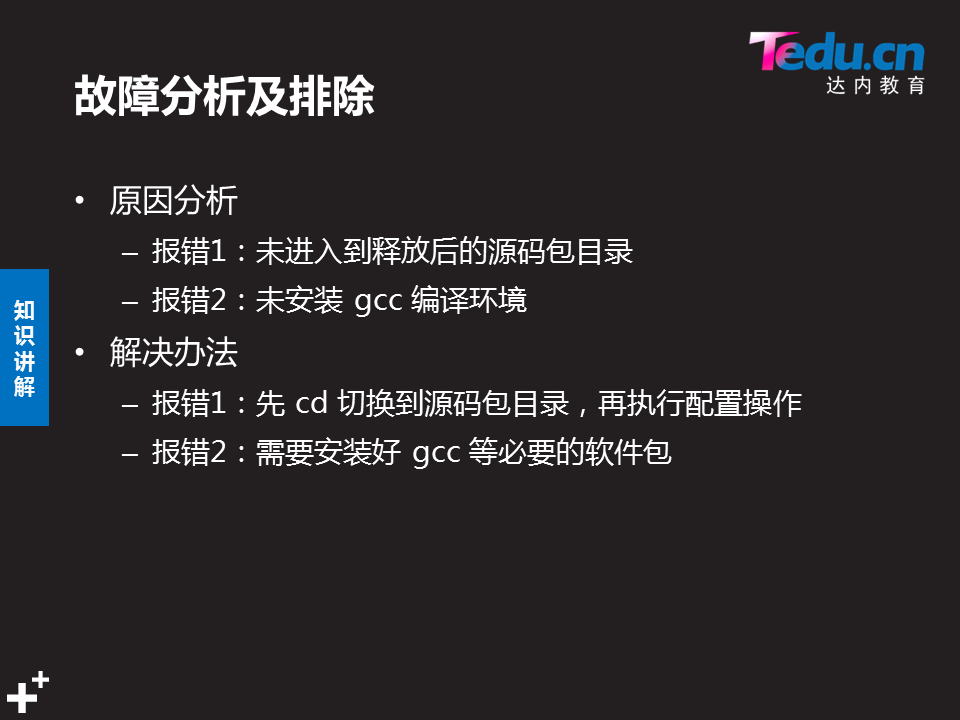 Tedu.cn
达内教育
故障分析及排除
• 原因分析
– 报错1：未进入到释放后的源码包目录
– 报错2：未安装 gcc 编译环境
• 解决办法
– 报错1：先 cd 切换到源码包目录，再执行配置操作
– 报错2：需要安装好 gcc 等必要的软件包
知识讲解